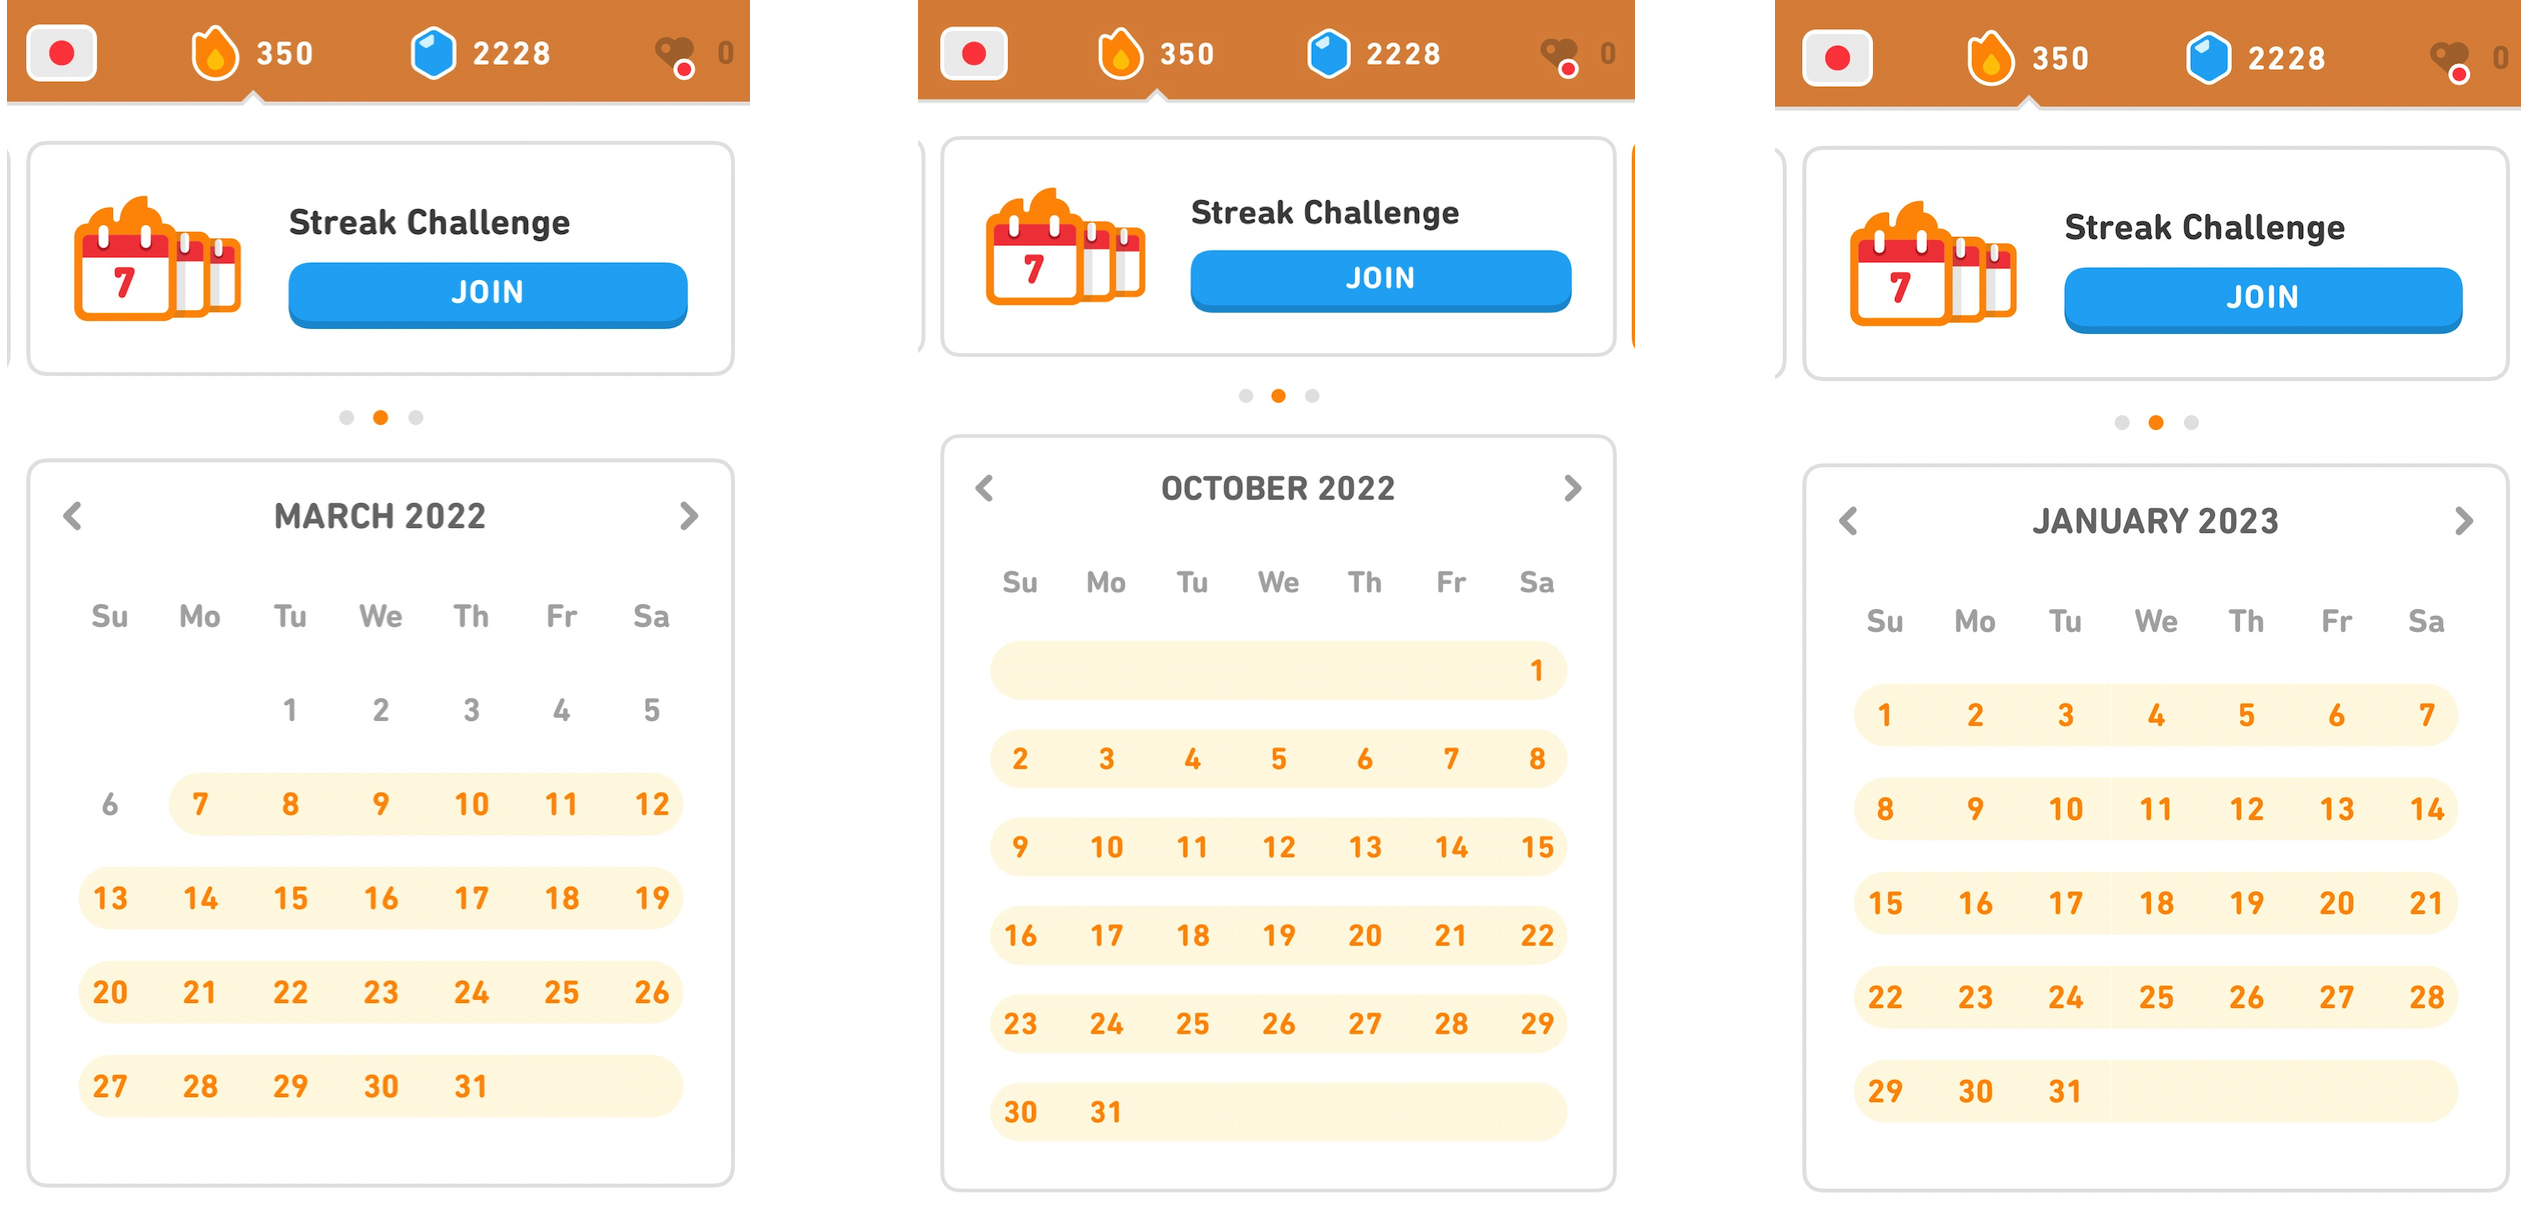 350 2228 0
Streak Challenge
7
JOIN
MARCH 2022
Su Mo Tu We Th Fr Sa
1 2 3 4 5
6 7 8 9 10 11 12
13 14 15 16 17 18 19
20 21 22 23 24 25 26
27 28 29 30 31
350 2228 0
Streak Challenge
7
JOIN
OCTOBER 2022
Su Mo Tu We Th Fr Sa
1
2 3 4 5 6 7 8
9 10 11 12 13 14 15
16 17 18 19 20 21 22
23 24 25 26 27 28 29
30 31
350 2228 0
Streak Challenge
7
JOIN
JANUARY 2023
Su Mo Tu We Th Fr Sa
1 2 3 4 5 6 7
8 9 10 11 12 13 14
15 16 17 18 19 20 21
22 23 24 25 26 27 28
29 30 31